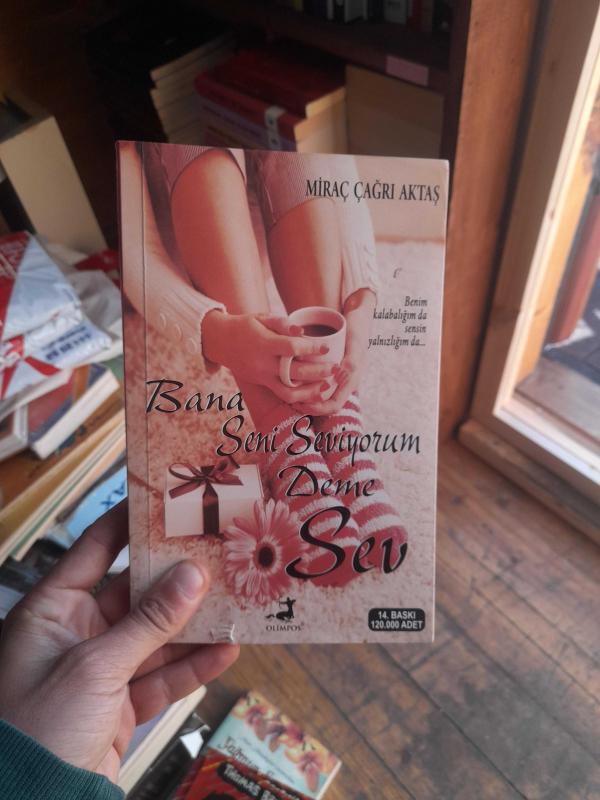 MİRAÇ ÇAĞRI AKTAŞ
Benim
kalabalığım da
sensin
yalnızlığım da...
Bana
Seni Seviyorum
Deme
Sev
OLİMPOS
14. BASKI
120.000 ADET